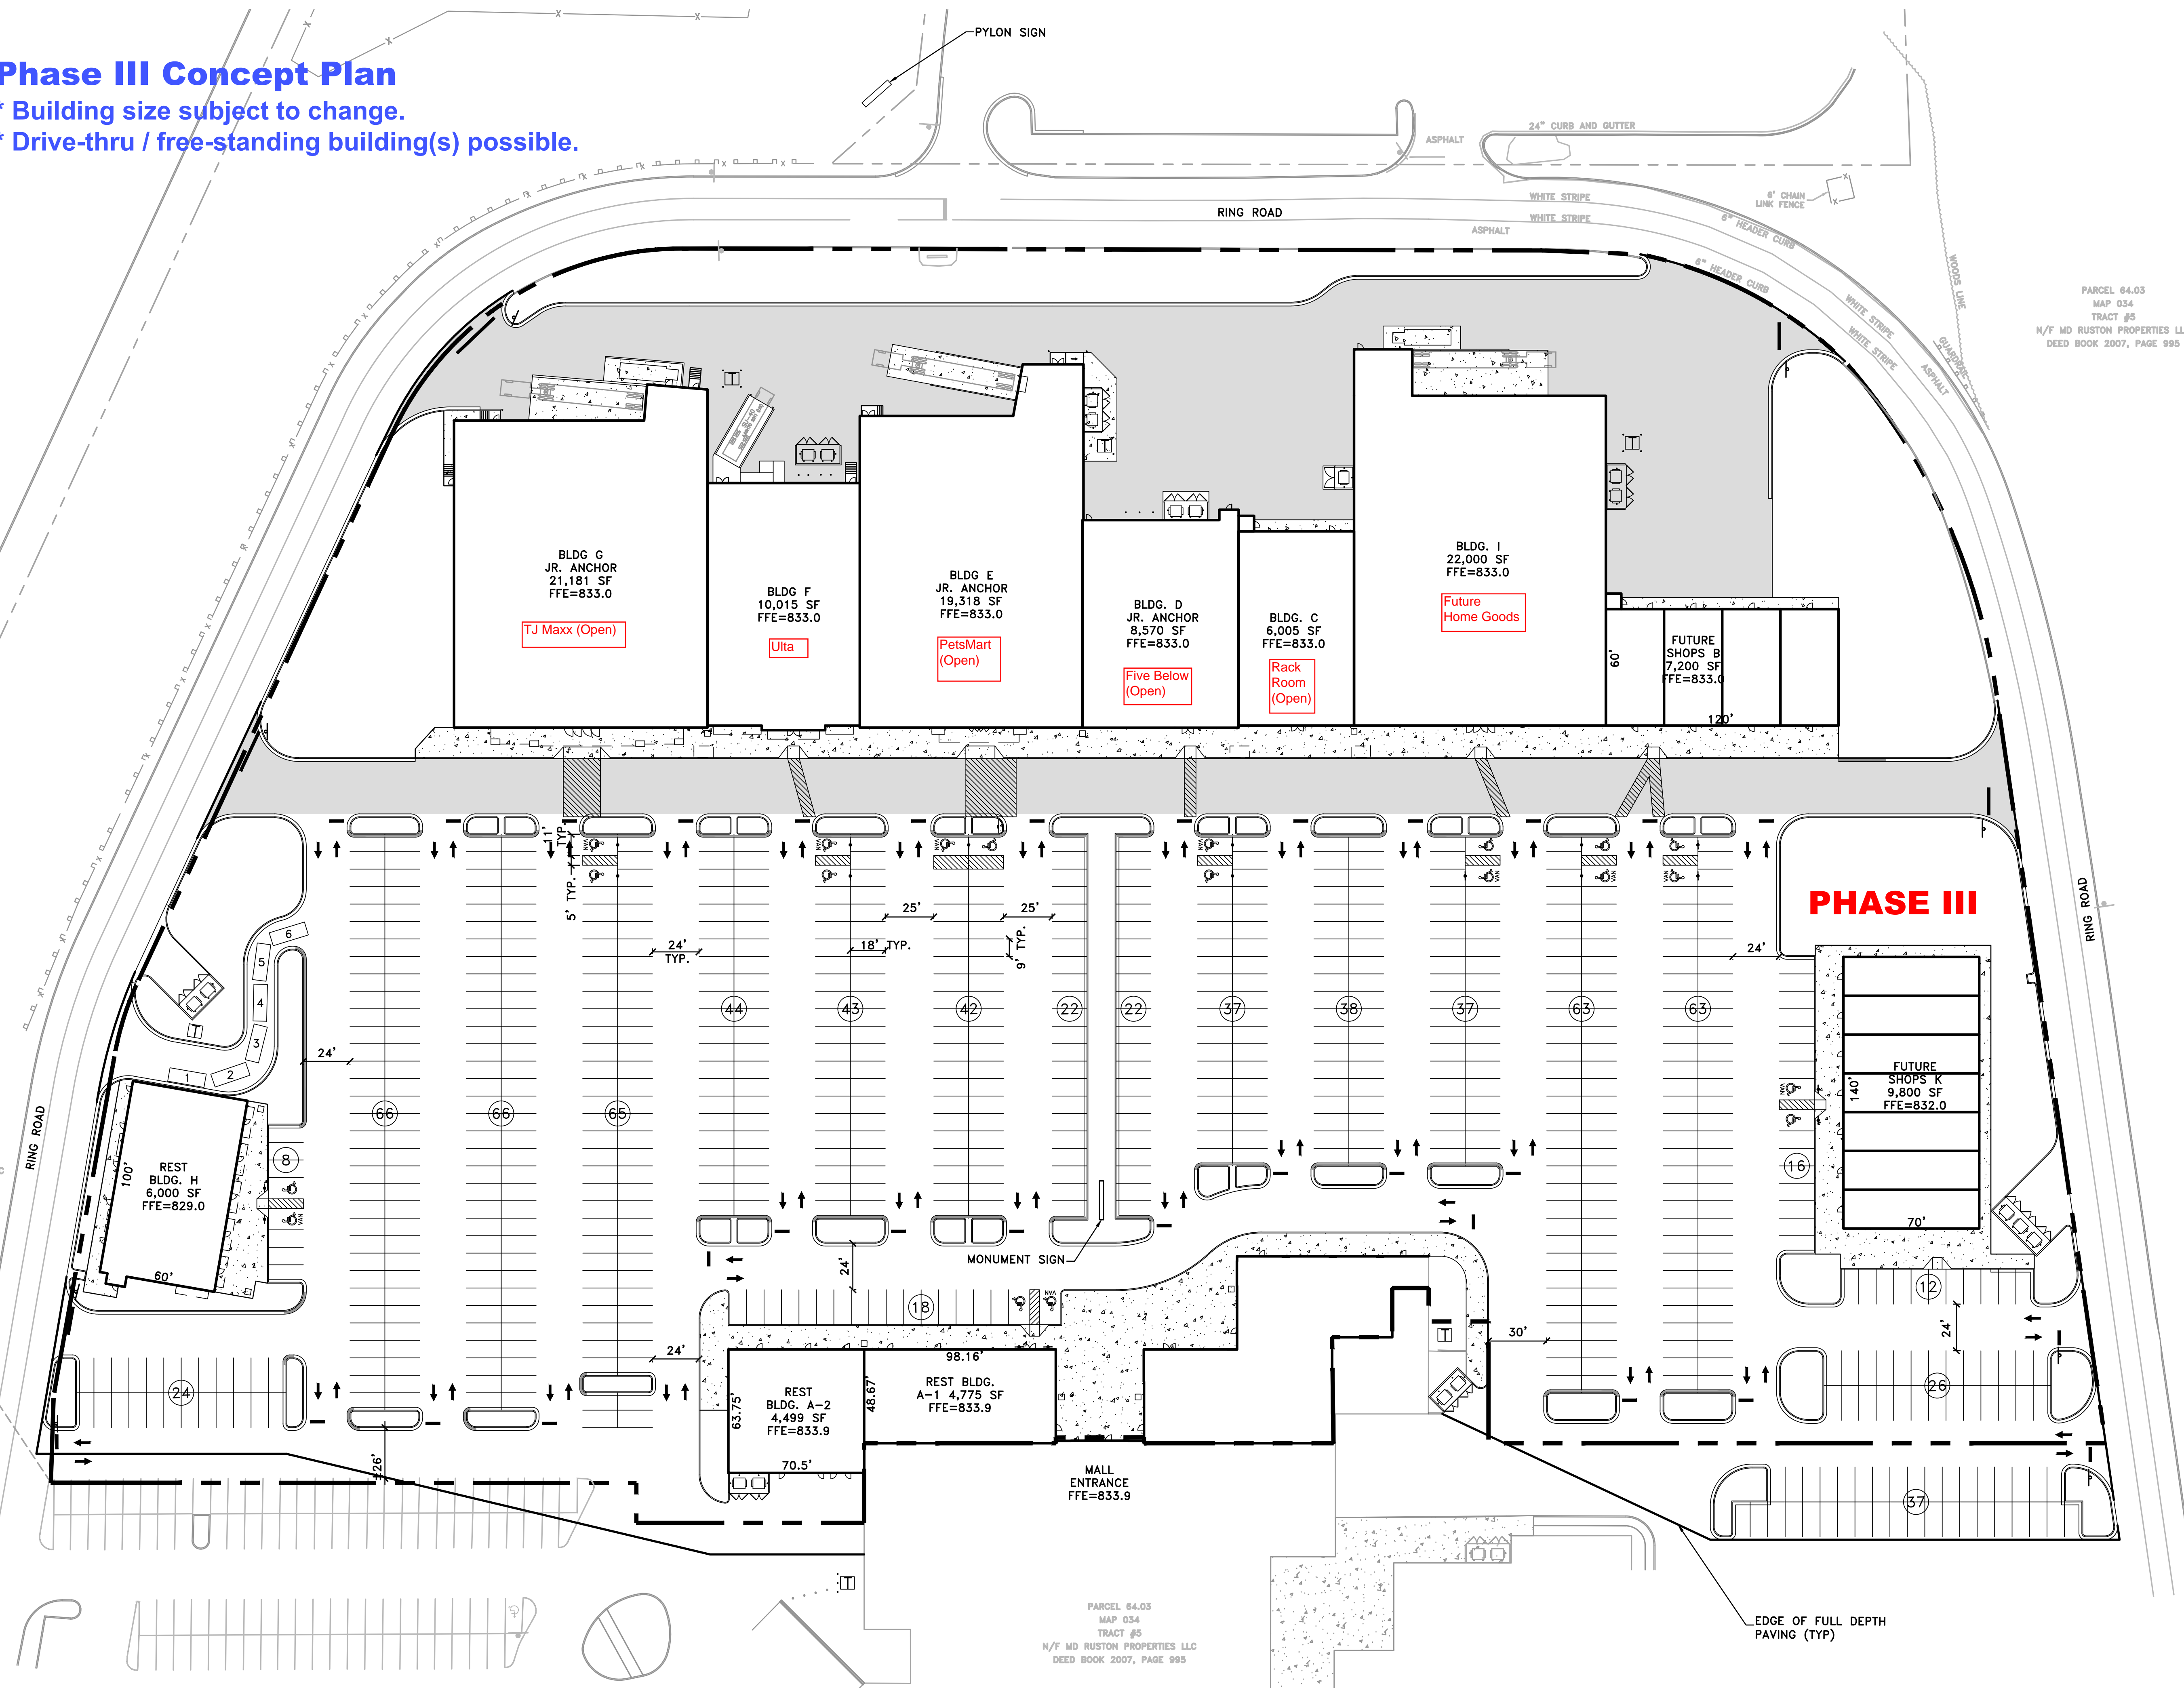 Phase III Concept Plan
* Building size subject to change.
* Drive-thru / free-standing building(s) possible.
PYLON SIGN
24" CURB AND GUTTER
ASPHALT
6' CHAIN
LINK FENCE
WHITE STRIPE
WHITE STRIPE
RING ROAD
ASPHALT
6" HEADER CURB
6" HEADER CURB
WOODS LINE
WHITE STRIPE
WHITE STRIPE
GUARDRAIL
ASPHALT
PARCEL 64.03
MAP 034
TRACT #5
N/F MD RUSTON PROPERTIES LL
DEED BOOK 2007, PAGE 995
T
T
T
BLDG G
JR. ANCHOR
21,181 SF
FFE=833.0
TJ Maxx (Open)
BLDG F
10,015 SF
FFE=833.0
Ulta
BLDG E
JR. ANCHOR
19,318 SF
FFE=833.0
PetsMart
(Open)
BLDG. D
JR. ANCHOR
8,570 SF
FFE=833.0
Five Below
(Open)
BLDG. C
6,005 SF
FFE=833.0
Rack
Room
(Open)
BLDG. I
22,000 SF
FFE=833.0
Future
Home Goods
60'
FUTURE
SHOPS B
7,200 SF
FFE=833.0
120'
11'
TYP.
5' TYP.
VAN
VAN
VAN
VAN
VAN
VAN
VAN
24'
TYP.
18' TYP.
25'
25'
9' TYP.
24'
PHASE III
RING ROAD
6
5
4
3
2
1
T
24'
44
43
42
22
22
37
38
37
63
63
66
66
65
8
VAN
REST
BLDG. H
6,000 SF
FFE=829.0
100'
60'
RING ROAD
VAN
16
140'
FUTURE
SHOPS K
9,800 SF
FFE=832.0
70'
12
24'
26
37
MONUMENT SIGN
24'
18
VAN
24'
24
±26'
REST
BLDG. A-2
4,499 SF
FFE=833.9
63.75'
70.5'
48.67'
98.16'
REST BLDG.
A-1 4,775 SF
FFE=833.9
T
30'
MALL
ENTRANCE
FFE=833.9
T
PARCEL 64.03
MAP 034
TRACT #5
N/F MD RUSTON PROPERTIES LLC
DEED BOOK 2007, PAGE 995
EDGE OF FULL DEPTH
PAVING (TYP)